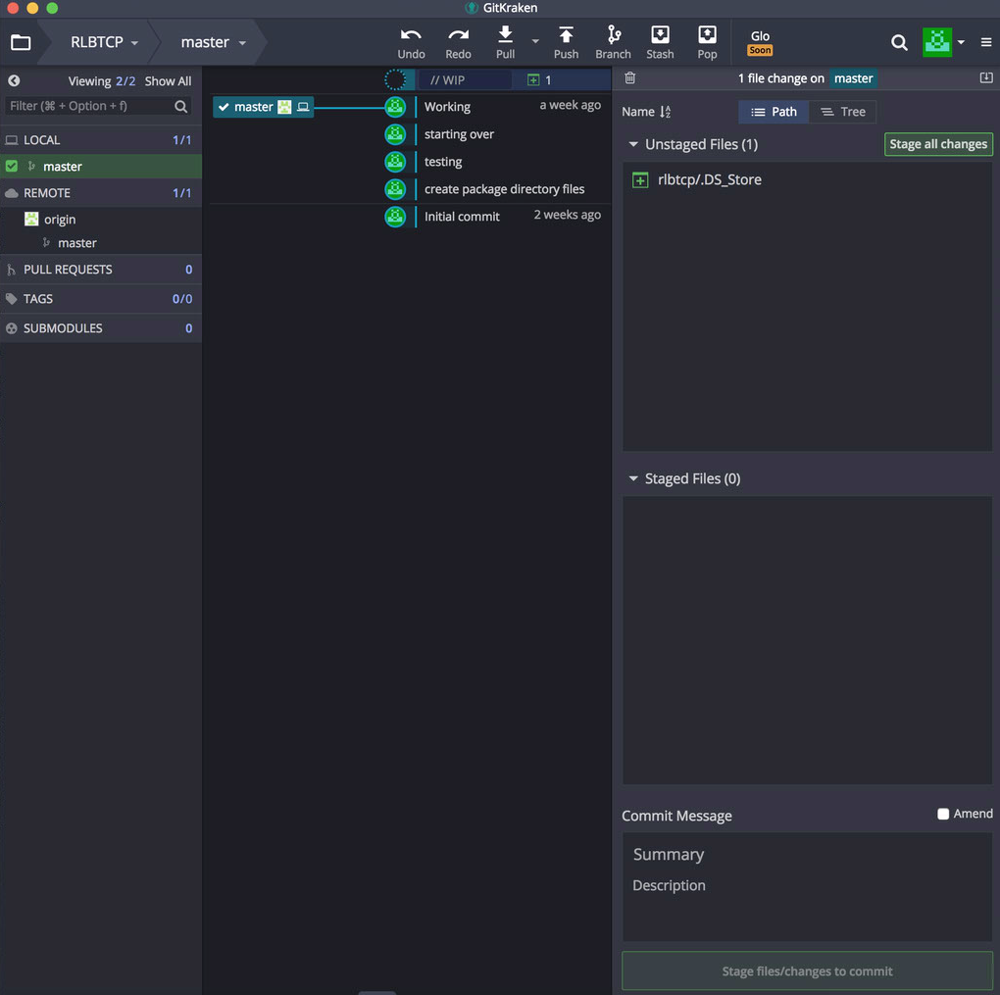 GitKraken
RLBTCP
master
Undo
Redo
Pull
Push
Branch
Stash
Pop
Glo
Soon
Viewing 2/2 Show All
Filter (⌘ + Option + f)
LOCAL 1/1
master
REMOTE 1/1
origin
master
PULL REQUESTS 0
TAGS 0/0
SUBMODULES 0
// WIP 1
master Working a week ago
starting over
testing
create package directory files
Initial commit 2 weeks ago
1 file change on master
Name Path Tree
Unstaged Files (1) Stage all changes
rlbtcp/.DS_Store
Staged Files (0)
Commit Message Amend
Summary
Description
Stage files/changes to commit